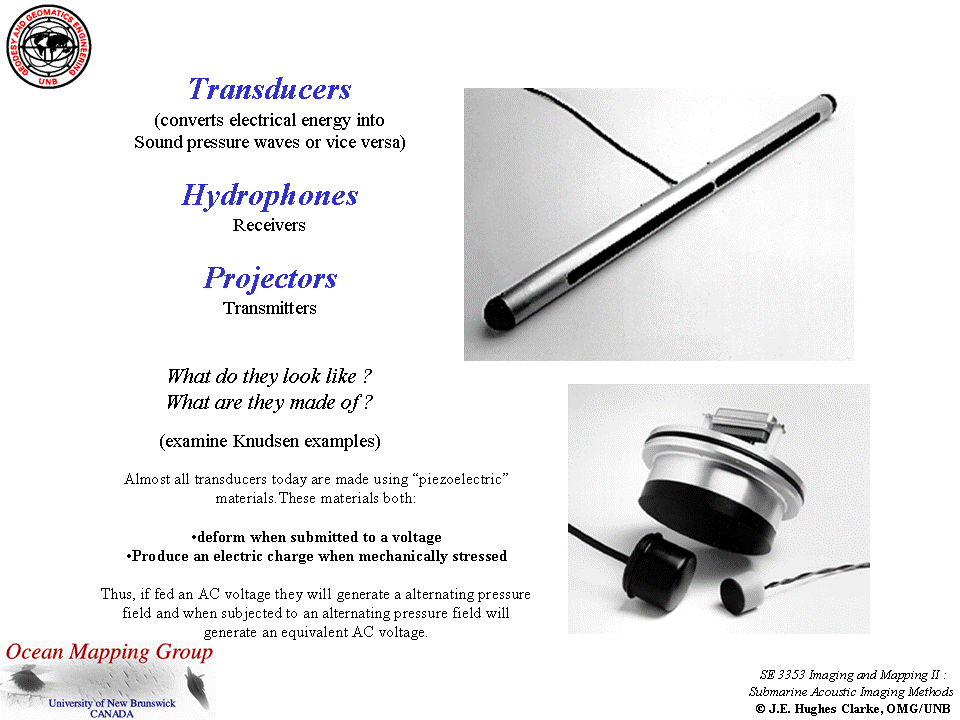 GEODESY AND GEOMATICS ENGINEERING
UNB
Transducers
(converts electrical energy into
Sound pressure waves or vice versa)
Hydrophones
Receivers
Projectors
Transmitters
What do they look like ?
What are they made of ?
(examine Knudsen examples)
Almost all transducers today are made using “piezoelectric”
materials.These materials both:
•deform when submitted to a voltage
•Produce an electric charge when mechanically stressed
Thus, if fed an AC voltage they will generate a alternating pressure
field and when subjected to an alternating pressure field will
generate an equivalent AC voltage.
Ocean Mapping Group
University of New Brunswick
CANADA
SE 3353 Imaging and Mapping II :
Submarine Acoustic Imaging Methods
© J.E. Hughes Clarke, OMG/UNB